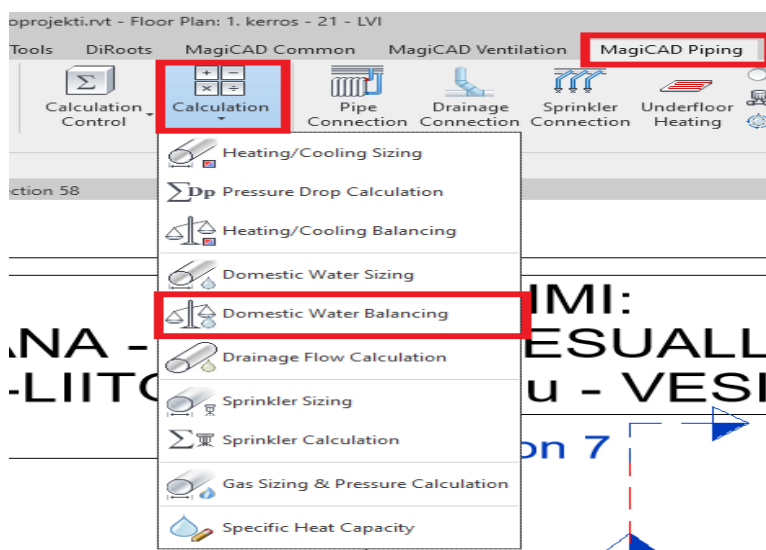 oprojekti.rvt - Floor Plan: 1. kerros - 21 - LVI
Tools DiRoots MagiCAD Common MagiCAD Ventilation MagiCAD Piping
Σ
+ −
× ÷
Calculation Control
Calculation
Pipe Connection
Drainage Connection
Sprinkler Connection
Underfloor Heating
ction 58
Heating/Cooling Sizing
ΣDp Pressure Drop Calculation
Heating/Cooling Balancing
Domestic Water Sizing
Domestic Water Balancing
Drainage Flow Calculation
Sprinkler Sizing
Σ Sprinkler Calculation
Gas Sizing & Pressure Calculation
Specific Heat Capacity
IMI:
NA - ESUALL
-LIITO u - VESI
on 7